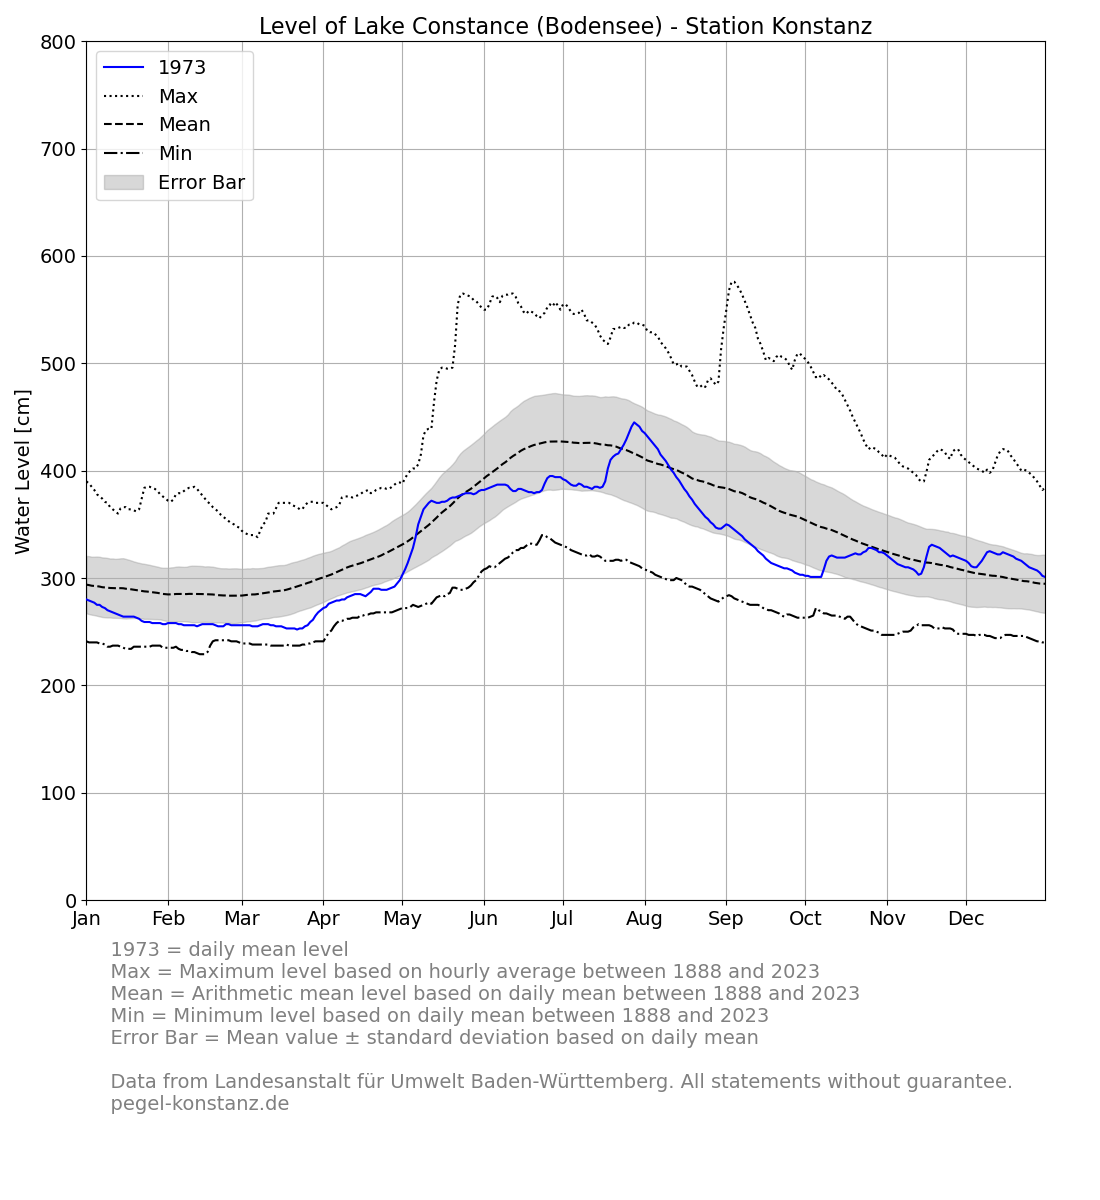 Level of Lake Constance (Bodensee) - Station Konstanz
800
700
600
500
400
300
200
100
0
Water Level [cm]
1973
Max
Mean
Min
Error Bar
Jan Feb Mar Apr May Jun Jul Aug Sep Oct Nov Dec
1973 = daily mean level
Max = Maximum level based on hourly average between 1888 and 2023
Mean = Arithmetic mean level based on daily mean between 1888 and 2023
Min = Minimum level based on daily mean between 1888 and 2023
Error Bar = Mean value ± standard deviation based on daily mean
Data from Landesanstalt für Umwelt Baden-Württemberg. All statements without guarantee.
pegel-konstanz.de